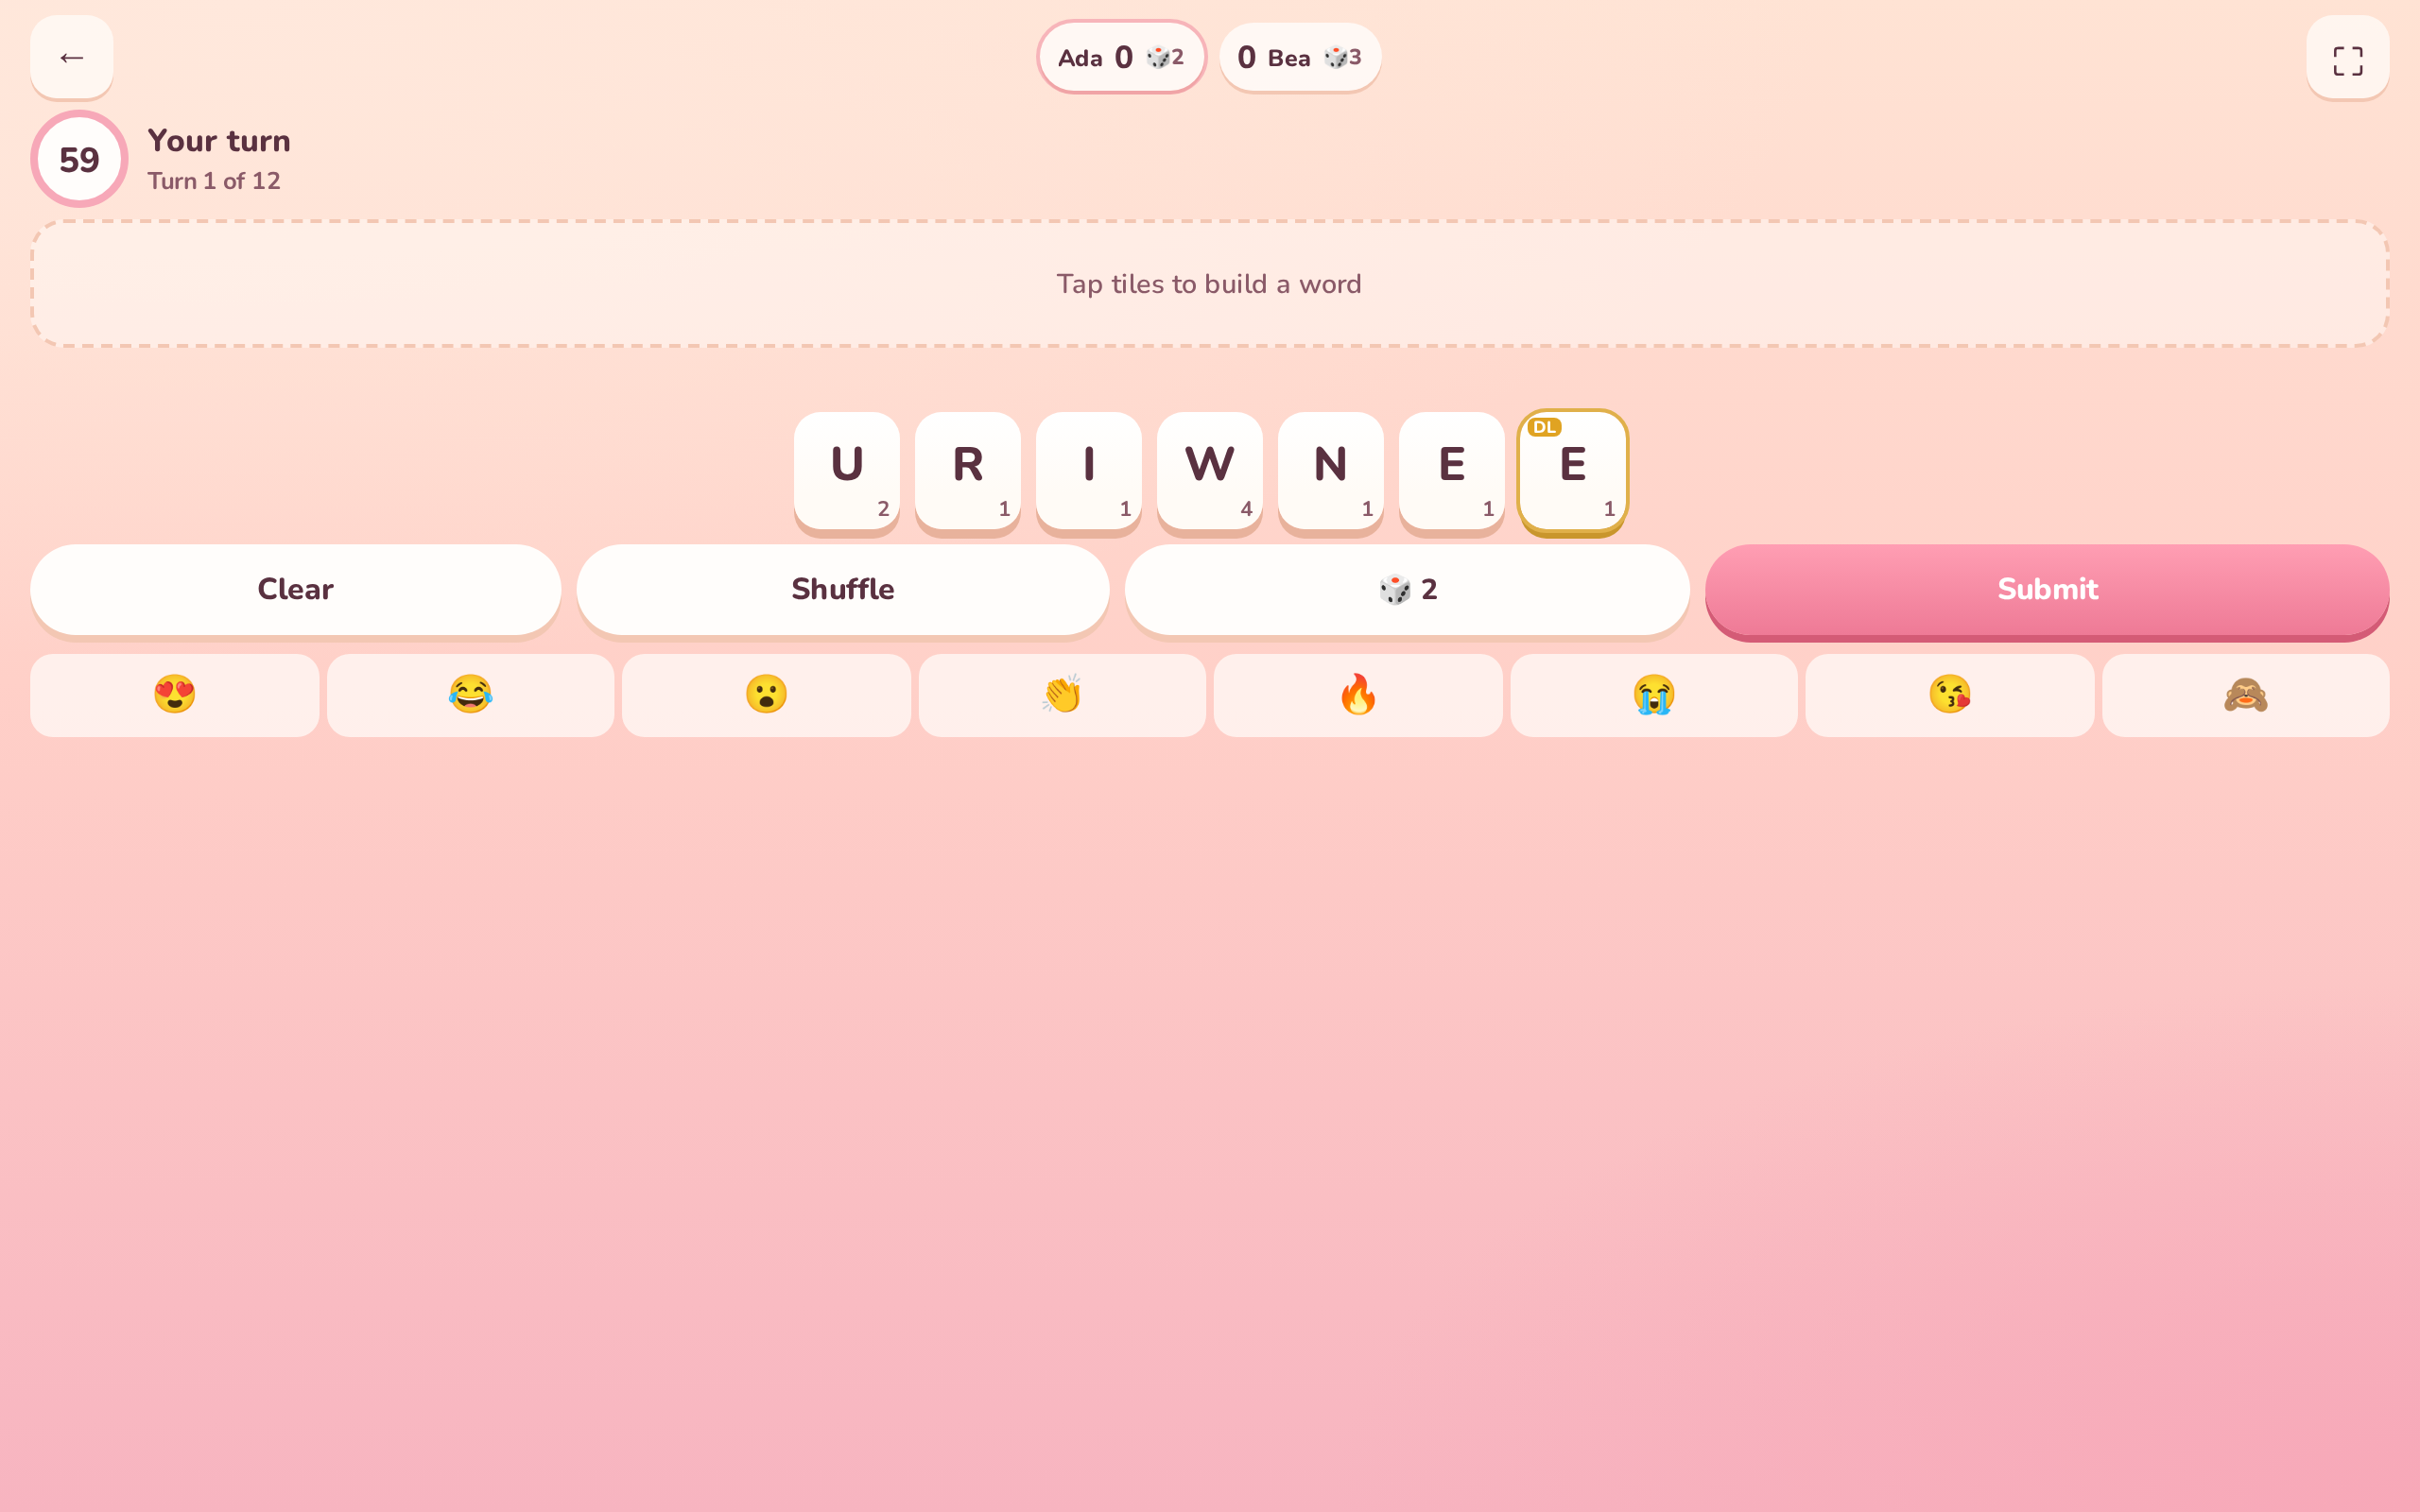 ←
Ada 0 🎲2
0 Bea 🎲3
59
Your turn
Turn 1 of 12
Tap tiles to build a word
U 2
R 1
I 1
W 4
N 1
E 1
DL E 1
Clear
Shuffle
🎲 2
Submit